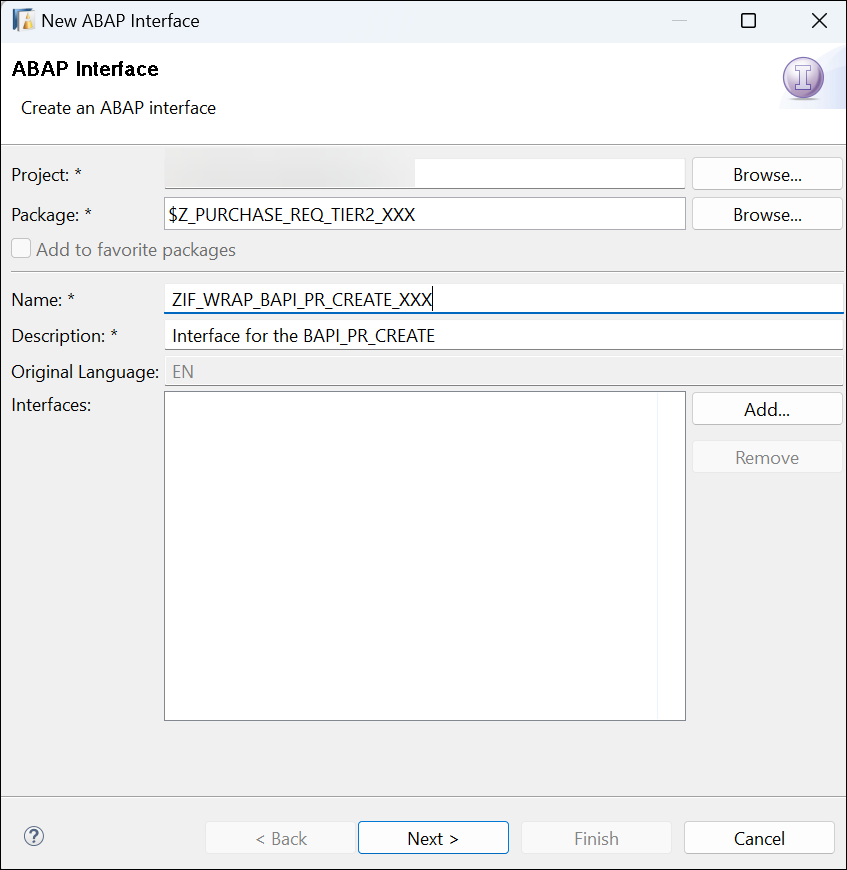 New ABAP Interface
ABAP Interface
Create an ABAP interface
Project: *
Browse...
Package: * $Z_PURCHASE_REQ_TIER2_XXX Browse...
Add to favorite packages
Name: * ZIF_WRAP_BAPI_PR_CREATE_XXX
Description: * Interface for the BAPI_PR_CREATE
Original Language: EN
Interfaces:
Add...
Remove
?
< Back Next > Finish Cancel